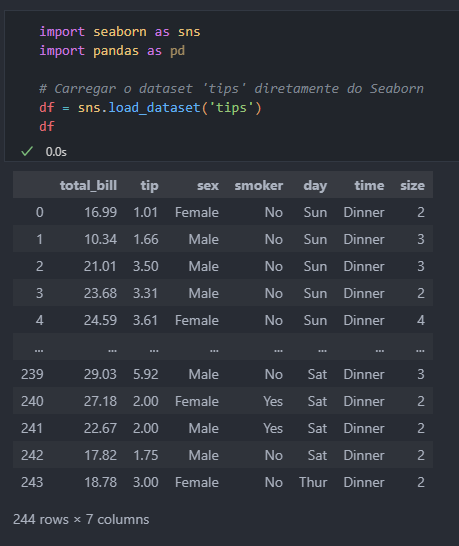 import seaborn as sns
import pandas as pd
# Carregar o dataset 'tips' diretamente do Seaborn
df = sns.load_dataset('tips')
df
0.0s
total_bill tip sex smoker day time size
0 16.99 1.01 Female No Sun Dinner 2
1 10.34 1.66 Male No Sun Dinner 3
2 21.01 3.50 Male No Sun Dinner 3
3 23.68 3.31 Male No Sun Dinner 2
4 24.59 3.61 Female No Sun Dinner 4
... ... ... ... ... ... ... ...
239 29.03 5.92 Male No Sat Dinner 3
240 27.18 2.00 Female Yes Sat Dinner 2
241 22.67 2.00 Male Yes Sat Dinner 2
242 17.82 1.75 Male No Sat Dinner 2
243 18.78 3.00 Female No Thur Dinner 2
244 rows × 7 columns